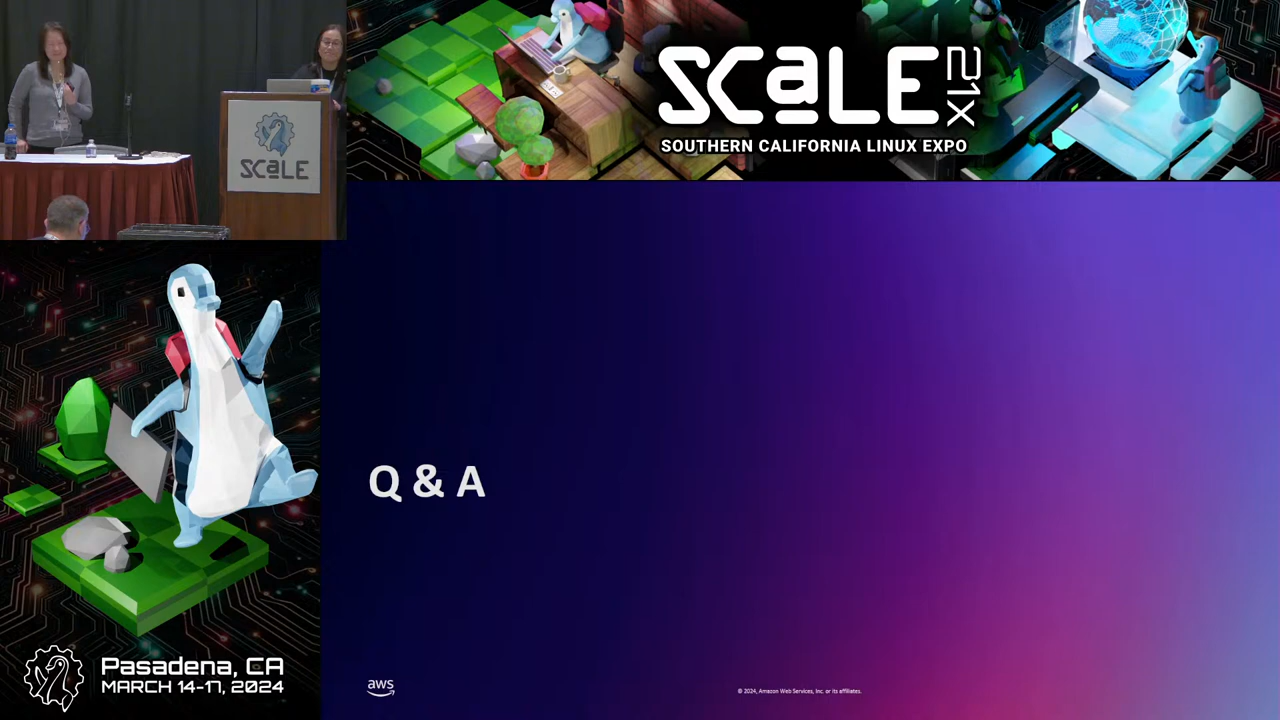 SCaLE
SCaLE 21x
SOUTHERN CALIFORNIA LINUX EXPO
Q & A
Pasadena, CA
MARCH 14-17, 2024
aws
© 2024, Amazon Web Services, Inc. or its affiliates.